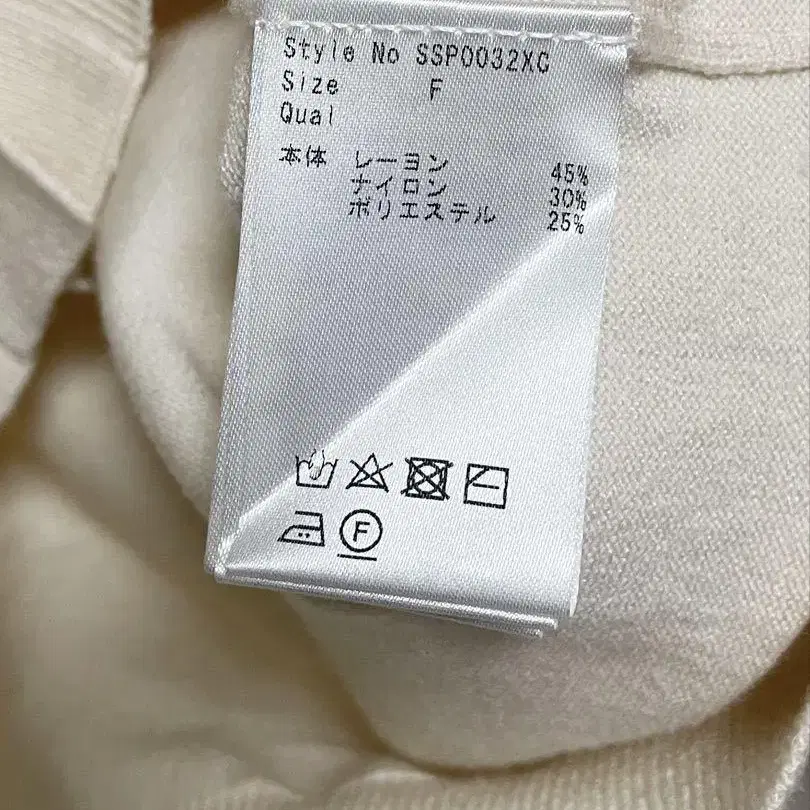 Style No SSP0032XC
Size F
Qual
本体 レーヨン 45%
ナイロン 30%
ポリエステル 25%
F